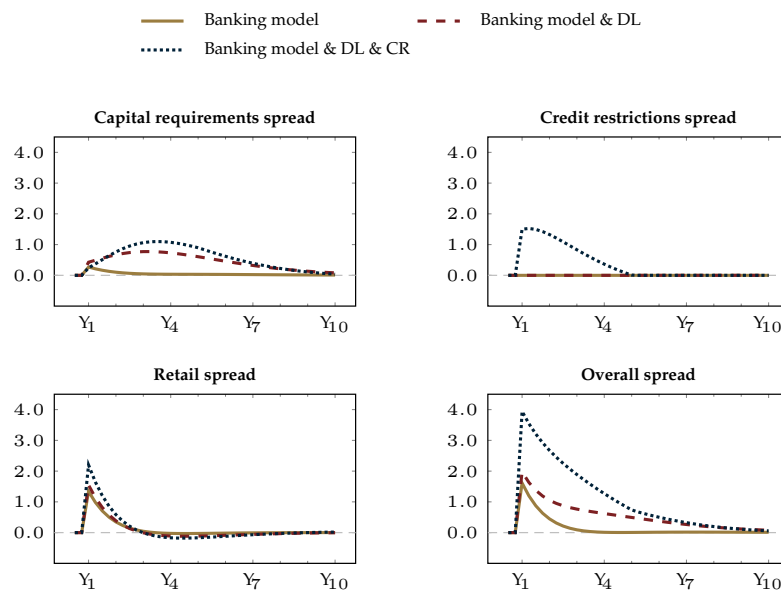 Banking model
Banking model & DL
Banking model & DL & CR
Capital requirements spread
4.0
3.0
2.0
1.0
0.0
Y1 Y4 Y7 Y10
Credit restrictions spread
4.0
3.0
2.0
1.0
0.0
Y1 Y4 Y7 Y10
Retail spread
4.0
3.0
2.0
1.0
0.0
Y1 Y4 Y7 Y10
Overall spread
4.0
3.0
2.0
1.0
0.0
Y1 Y4 Y7 Y10